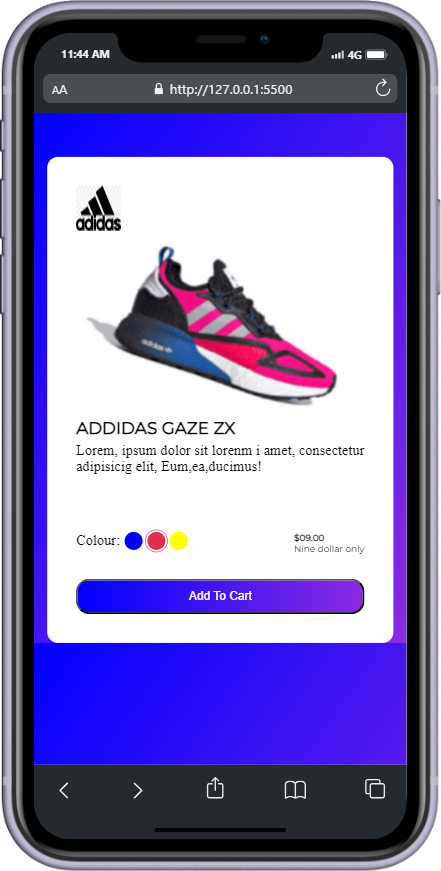 11:44 AM
4G
AA
http://127.0.0.1:5500
adidas
adidas
ADDIDAS GAZE ZX
Lorem, ipsum dolor sit lorenm i amet, consectetur
adipisicig elit, Eum,ea,ducimus!
Colour:
$09.00
Nine dollar only
Add To Cart